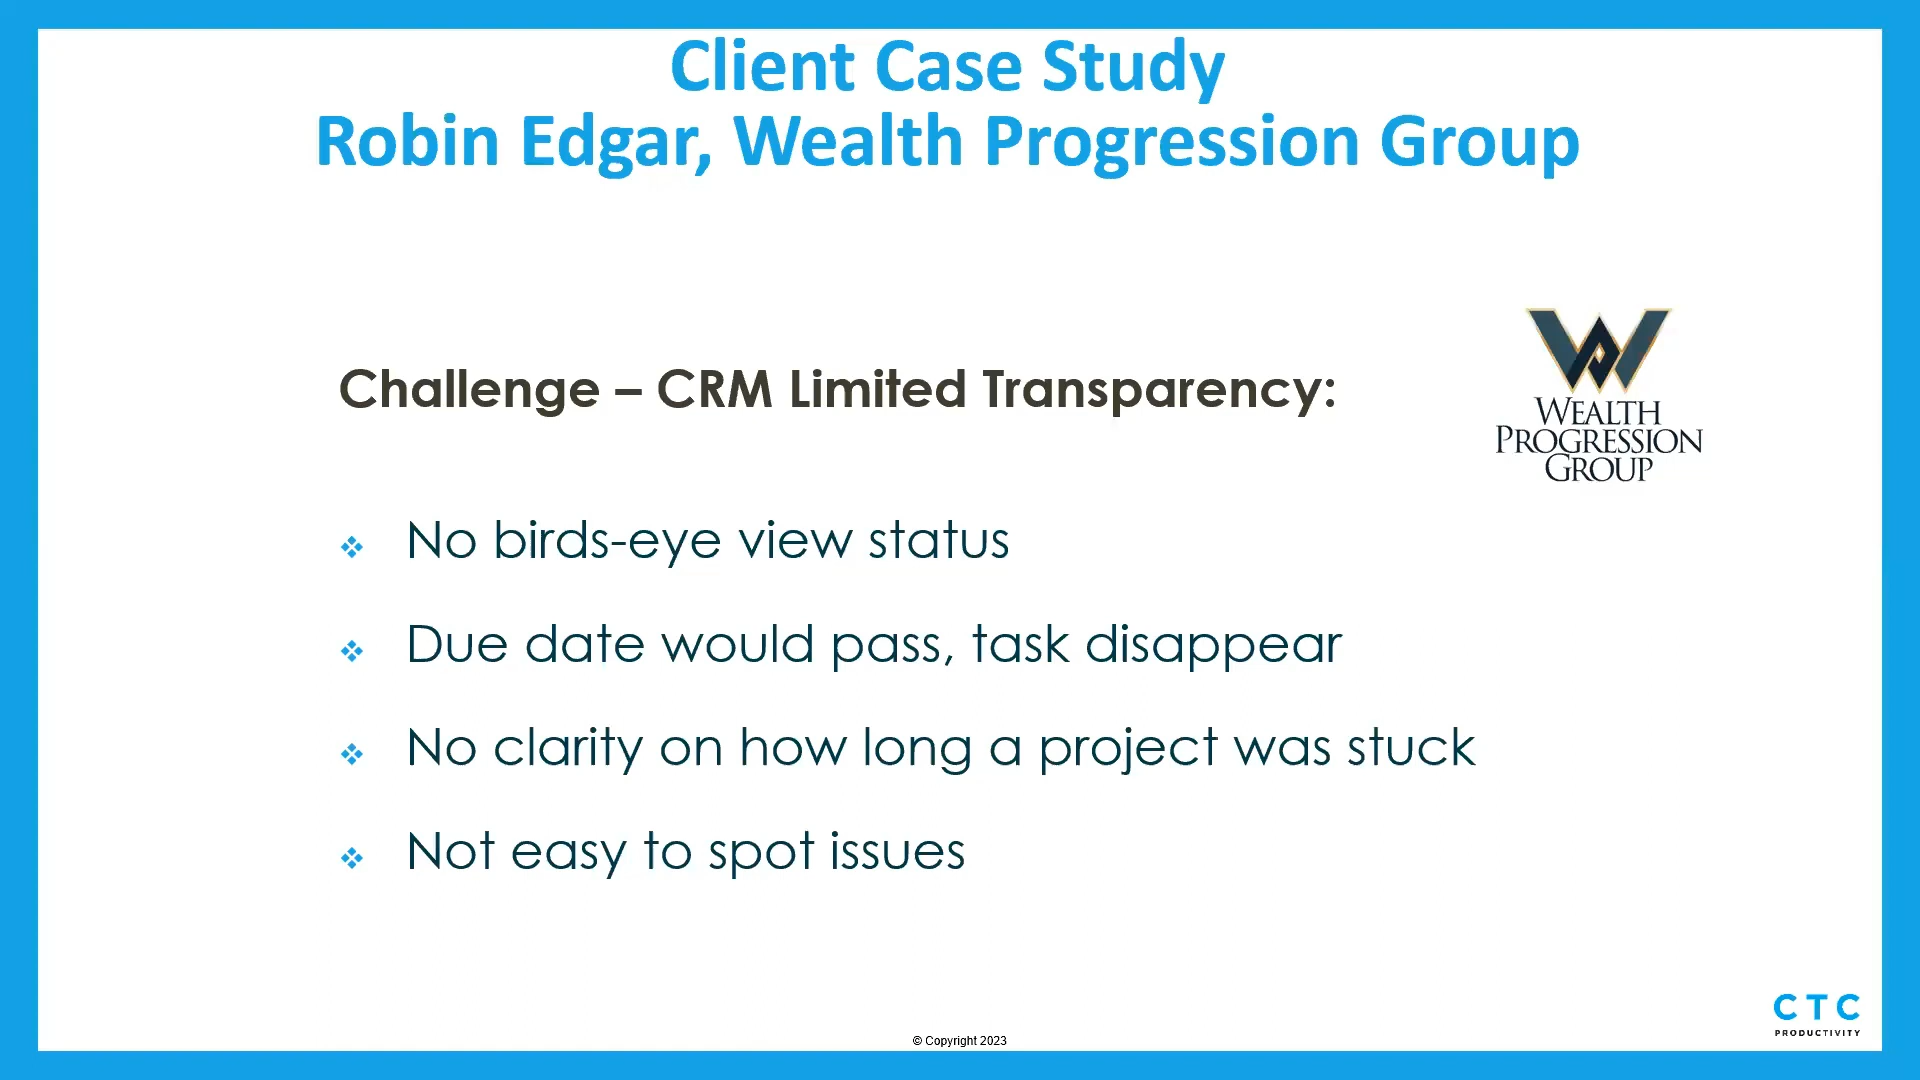 Client Case Study
Robin Edgar, Wealth Progression Group
Challenge – CRM Limited Transparency:
WEALTH
PROGRESSION
GROUP
❖ No birds-eye view status
❖ Due date would pass, task disappear
❖ No clarity on how long a project was stuck
❖ Not easy to spot issues
CTC
PRODUCTIVITY
© Copyright 2023